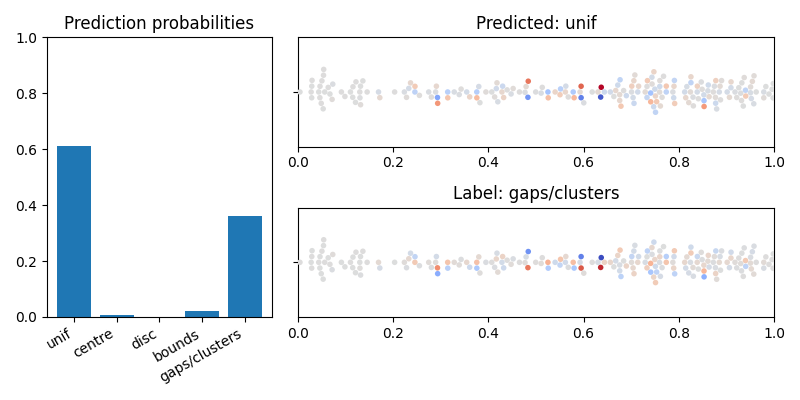 Prediction probabilities
1.0
0.8
0.6
0.4
0.2
0.0
unif
centre
disc
bounds
gaps/clusters
Predicted: unif
0.0 0.2 0.4 0.6 0.8 1.0
Label: gaps/clusters
0.0 0.2 0.4 0.6 0.8 1.0